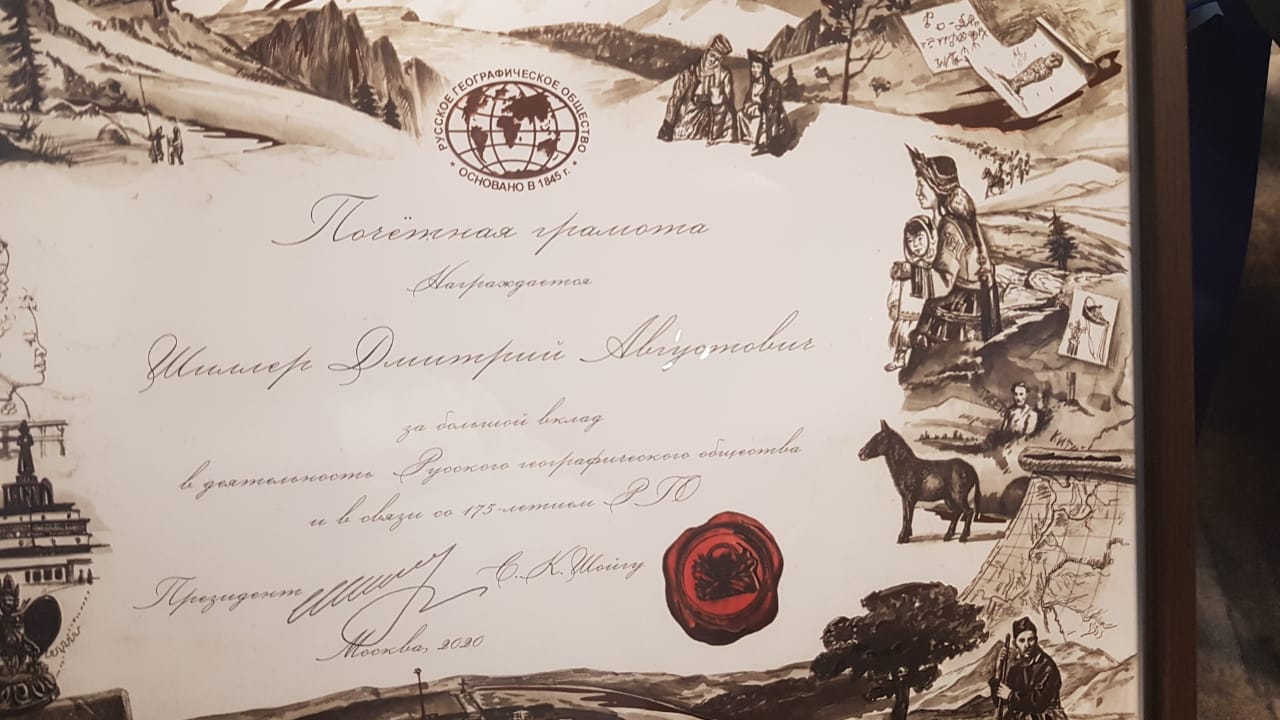 РУССКОЕ ГЕОГРАФИЧЕСКОЕ ОБЩЕСТВО
* ОСНОВАНО В 1845 г. *
Почётная грамота
Награждается
Шиллер Дмитрий Августович
за большой вклад
в деятельность Русского географического общества
и в связи со 175-летием РГО
Президент С. К. Шойгу
Москва, 2020